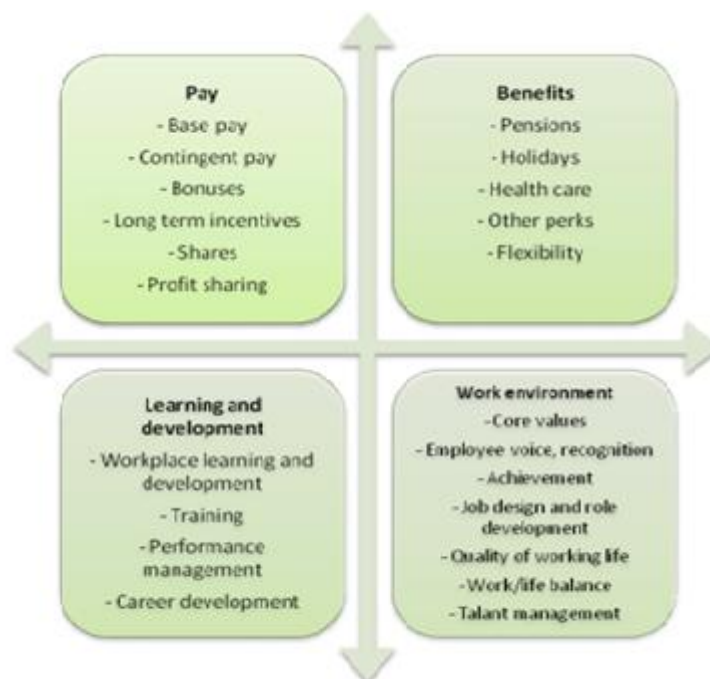 Pay
- Base pay
- Contingent pay
- Bonuses
- Long term incentives
- Shares
- Profit sharing
Benefits
- Pensions
- Holidays
- Health care
- Other perks
- Flexibility
Learning and
development
- Workplace learning and
development
- Training
- Performance
management
- Career development
Work environment
- Core values
- Employee voice, recognition
- Achievement
- Job design and role
development
- Quality of working life
- Work/life balance
- Talant management